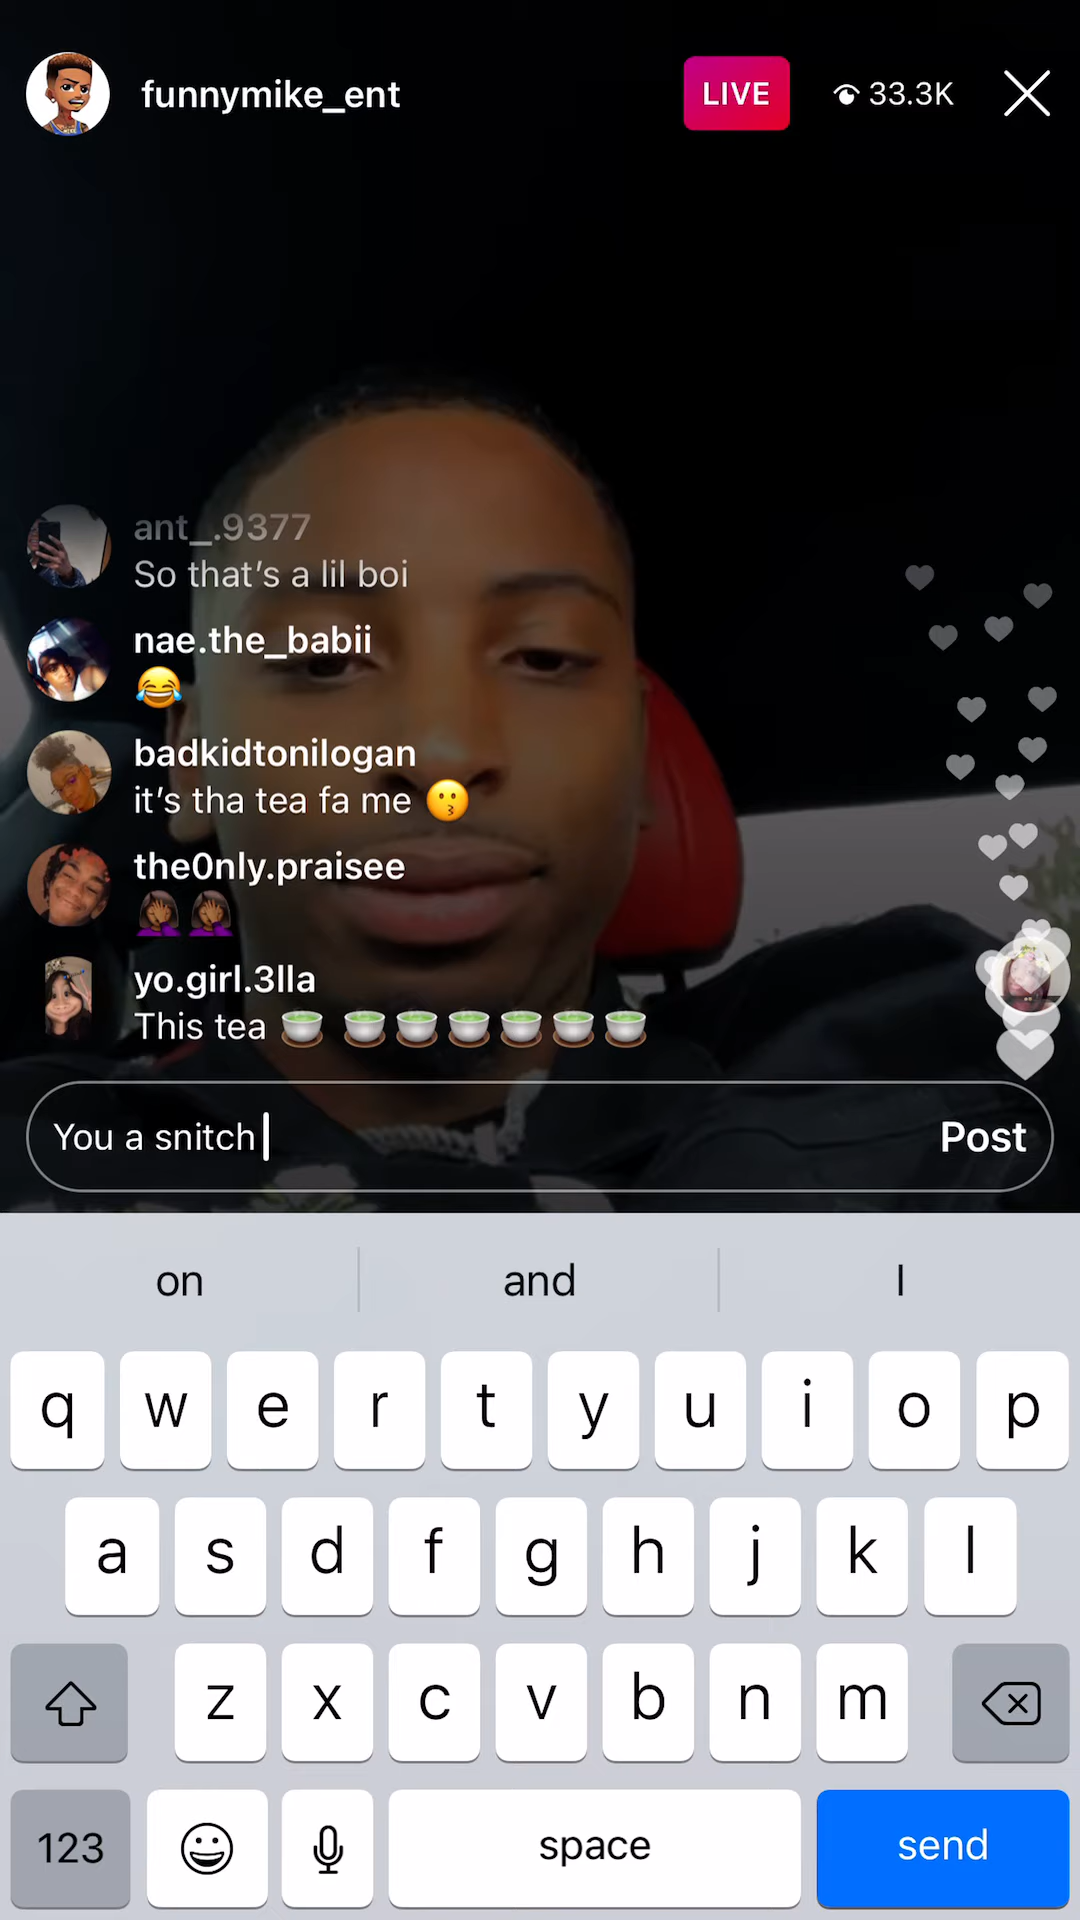 funnymike_ent
LIVE
33.3K
ant_.9377
So that’s a lil boi
nae.the_babii
😂
badkidtonilogan
it’s tha tea fa me 😗
the0nly.praisee
🤦🏽‍♀️🤦🏽‍♀️
yo.girl.3lla
This tea 🍵 🍵🍵🍵🍵🍵🍵
You a snitch
Post
on and I
q w e r t y u i o p
a s d f g h j k l
z x c v b n m
123 space send